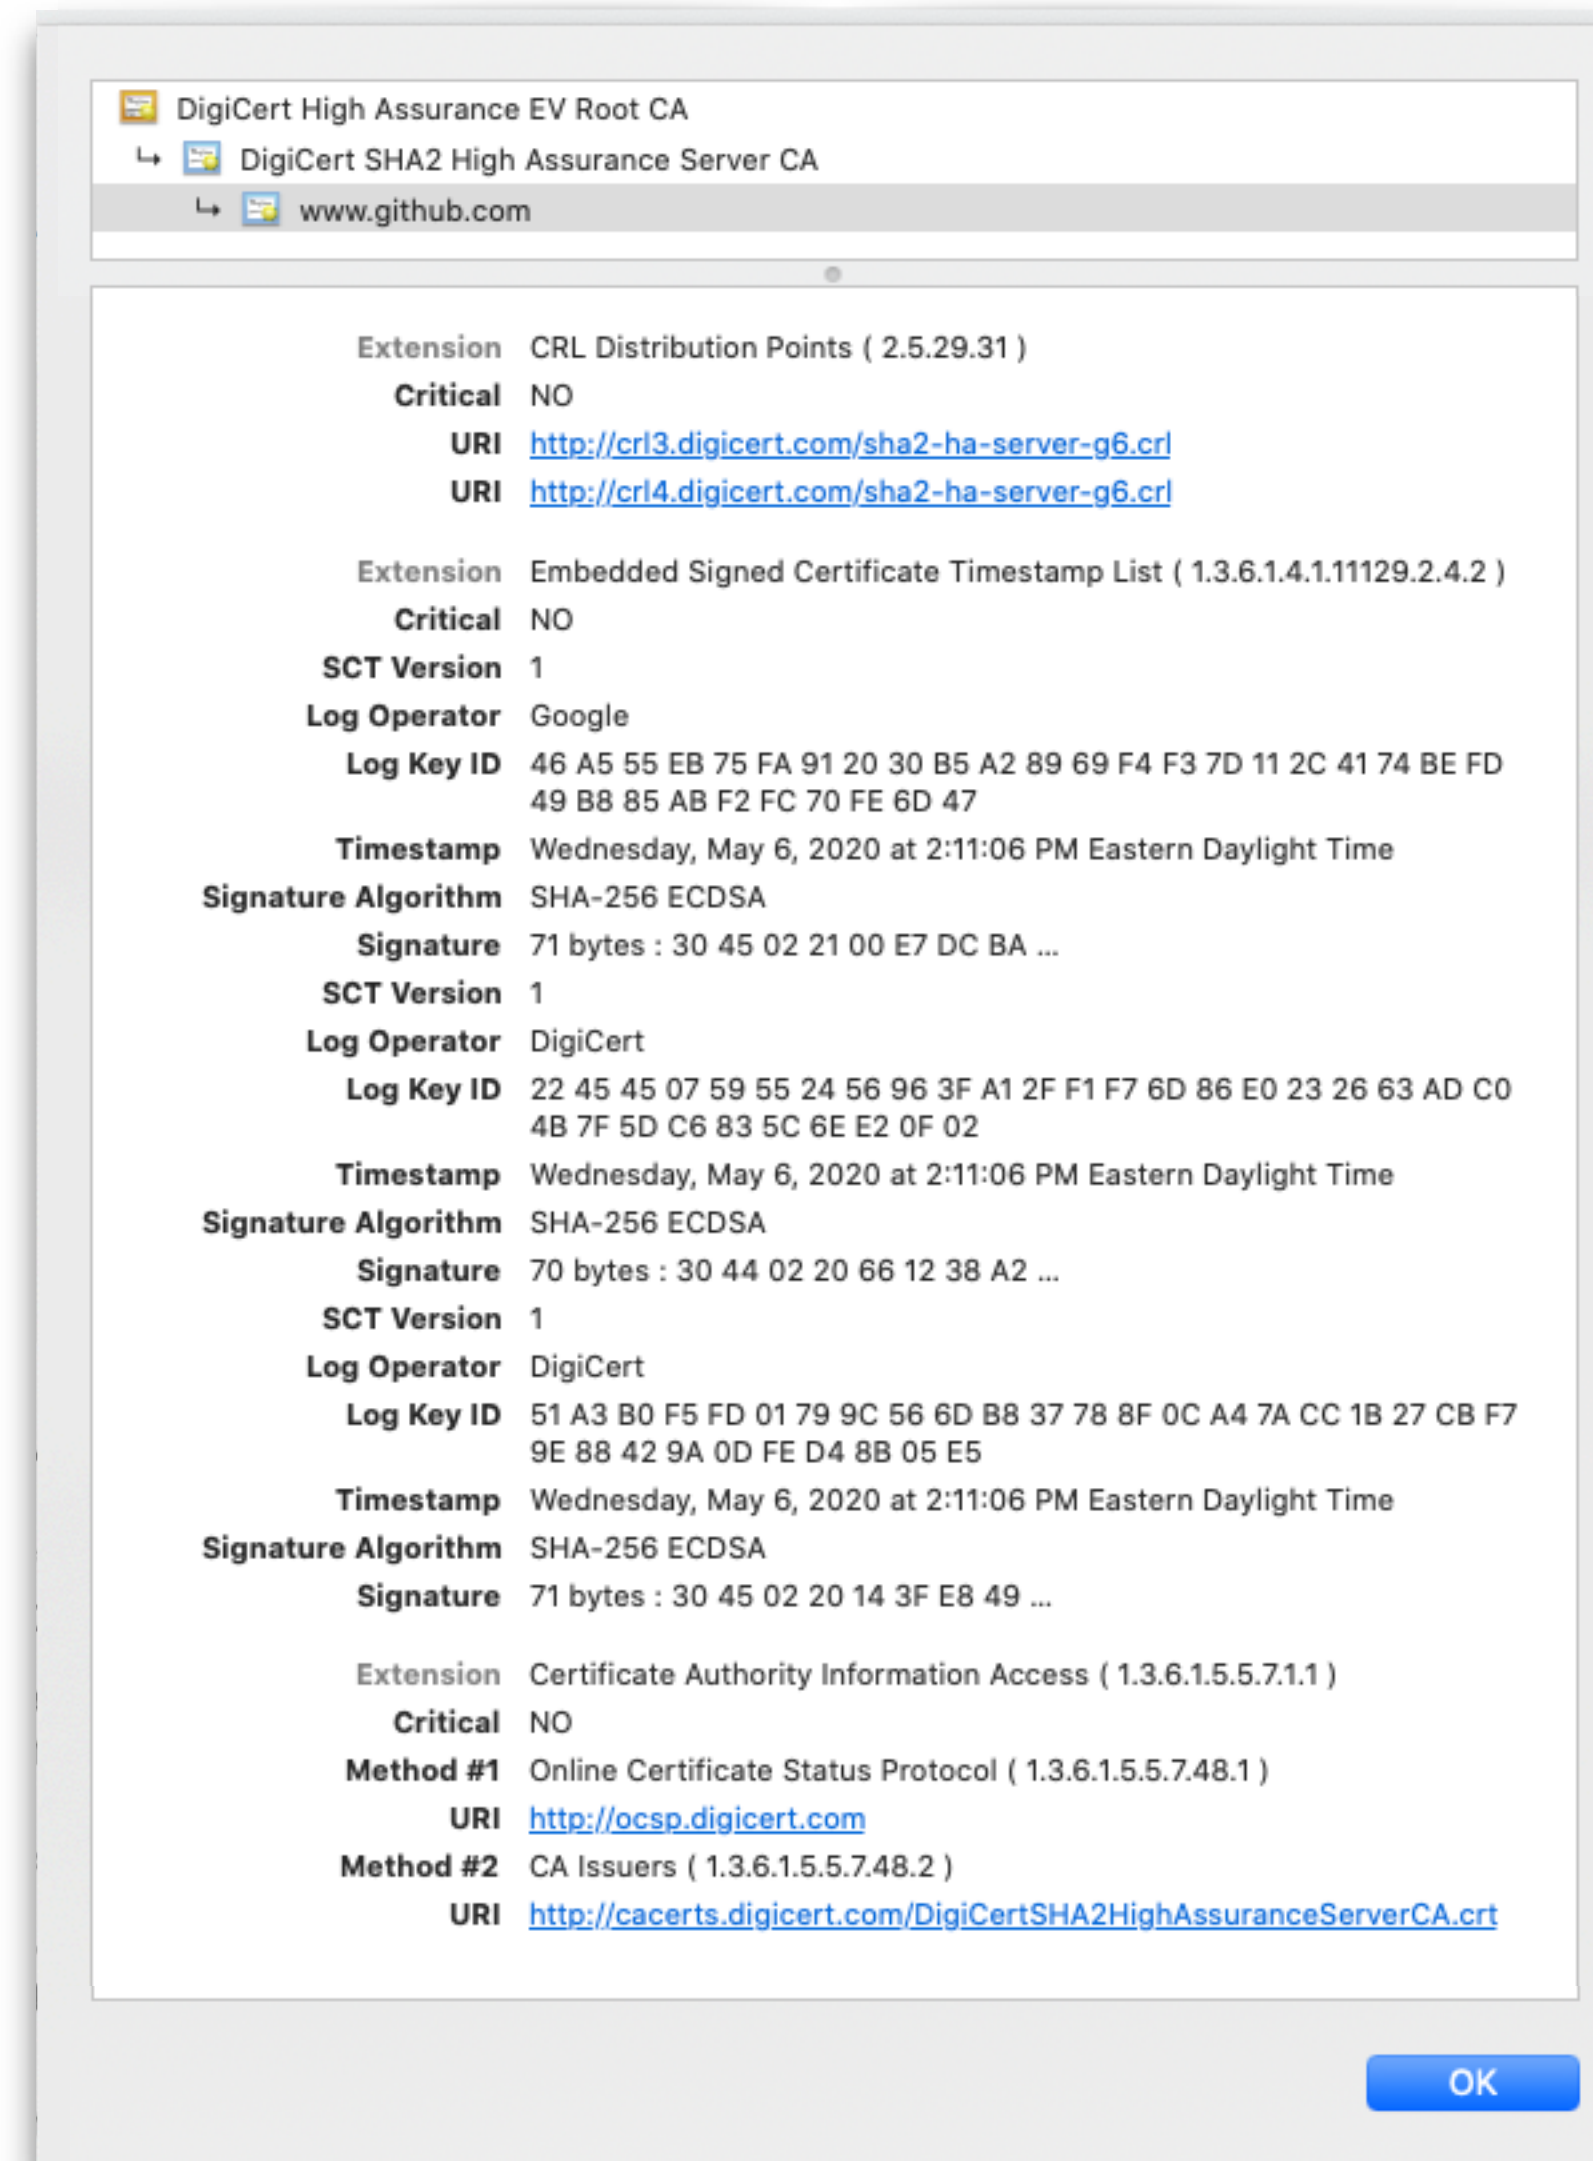 DigiCert High Assurance EV Root CA
DigiCert SHA2 High Assurance Server CA
www.github.com
Extension CRL Distribution Points ( 2.5.29.31 )
Critical NO
URI http://crl3.digicert.com/sha2-ha-server-g6.crl
URI http://crl4.digicert.com/sha2-ha-server-g6.crl
Extension Embedded Signed Certificate Timestamp List ( 1.3.6.1.4.1.11129.2.4.2 )
Critical NO
SCT Version 1
Log Operator Google
Log Key ID 46 A5 55 EB 75 FA 91 20 30 B5 A2 89 69 F4 F3 7D 11 2C 41 74 BE FD
49 B8 85 AB F2 FC 70 FE 6D 47
Timestamp Wednesday, May 6, 2020 at 2:11:06 PM Eastern Daylight Time
Signature Algorithm SHA-256 ECDSA
Signature 71 bytes : 30 45 02 21 00 E7 DC BA ...
SCT Version 1
Log Operator DigiCert
Log Key ID 22 45 45 07 59 55 24 56 96 3F A1 2F F1 F7 6D 86 E0 23 26 63 AD C0
4B 7F 5D C6 83 5C 6E E2 0F 02
Timestamp Wednesday, May 6, 2020 at 2:11:06 PM Eastern Daylight Time
Signature Algorithm SHA-256 ECDSA
Signature 70 bytes : 30 44 02 20 66 12 38 A2 ...
SCT Version 1
Log Operator DigiCert
Log Key ID 51 A3 B0 F5 FD 01 79 9C 56 6D B8 37 78 8F 0C A4 7A CC 1B 27 CB F7
9E 88 42 9A 0D FE D4 8B 05 E5
Timestamp Wednesday, May 6, 2020 at 2:11:06 PM Eastern Daylight Time
Signature Algorithm SHA-256 ECDSA
Signature 71 bytes : 30 45 02 20 14 3F E8 49 ...
Extension Certificate Authority Information Access ( 1.3.6.1.5.5.7.1.1 )
Critical NO
Method #1 Online Certificate Status Protocol ( 1.3.6.1.5.5.7.48.1 )
URI http://ocsp.digicert.com
Method #2 CA Issuers ( 1.3.6.1.5.5.7.48.2 )
URI http://cacerts.digicert.com/DigiCertSHA2HighAssuranceServerCA.crt
OK